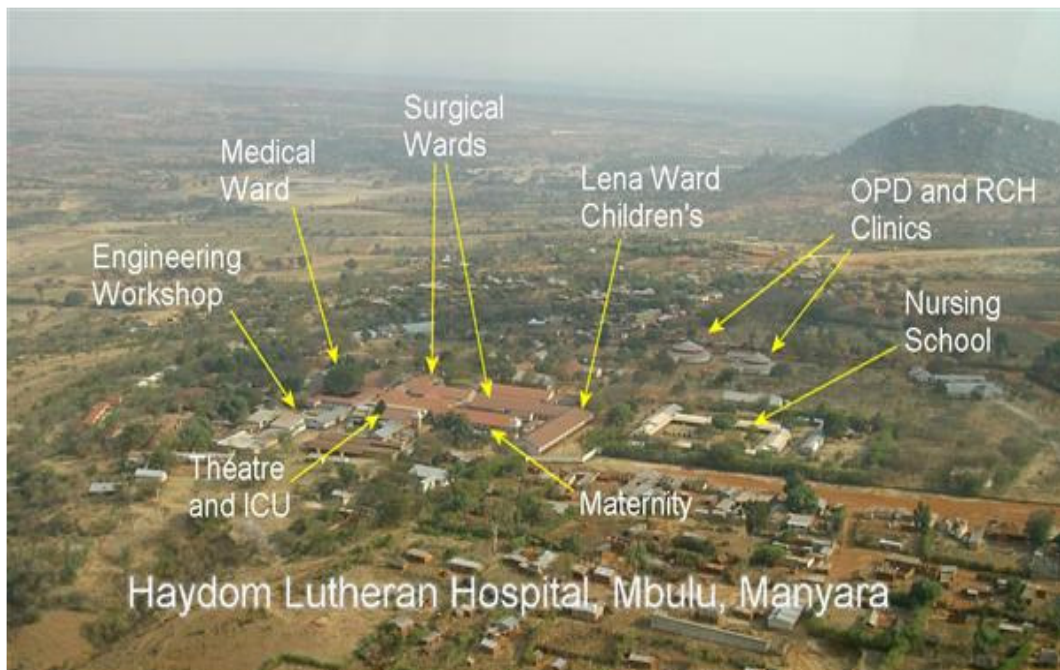 Surgical
Wards
Medical
Ward
Lena Ward
Children's
OPD and RCH
Clinics
Engineering
Workshop
Nursing
School
Théatre
and ICU
Maternity
Haydom Lutheran Hospital, Mbulu, Manyara